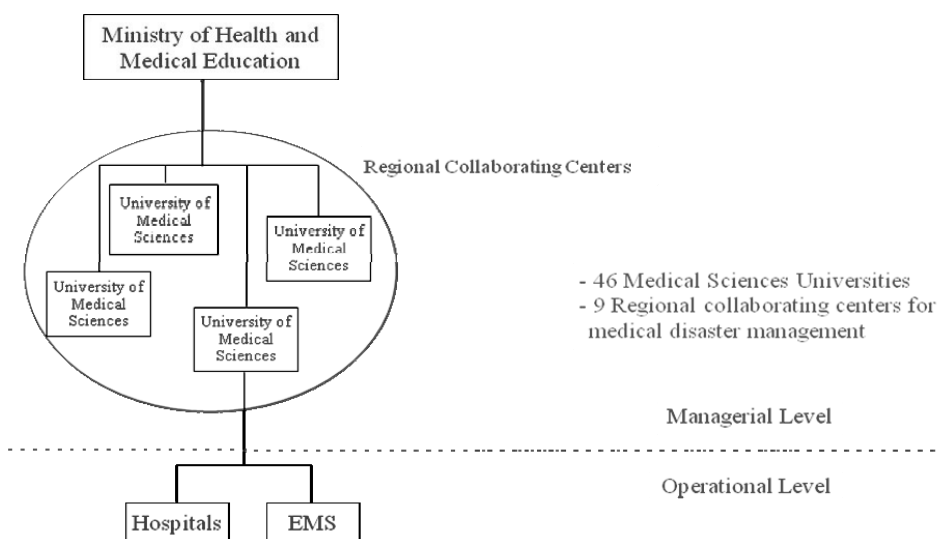 Ministry of Health and
Medical Education
Regional Collaborating Centers
University of
Medical
Sciences
University of
Medical
Sciences
University of
Medical
Sciences
University of
Medical
Sciences
- 46 Medical Sciences Universities
- 9 Regional collaborating centers for
medical disaster management
Managerial Level
Operational Level
Hospitals
EMS